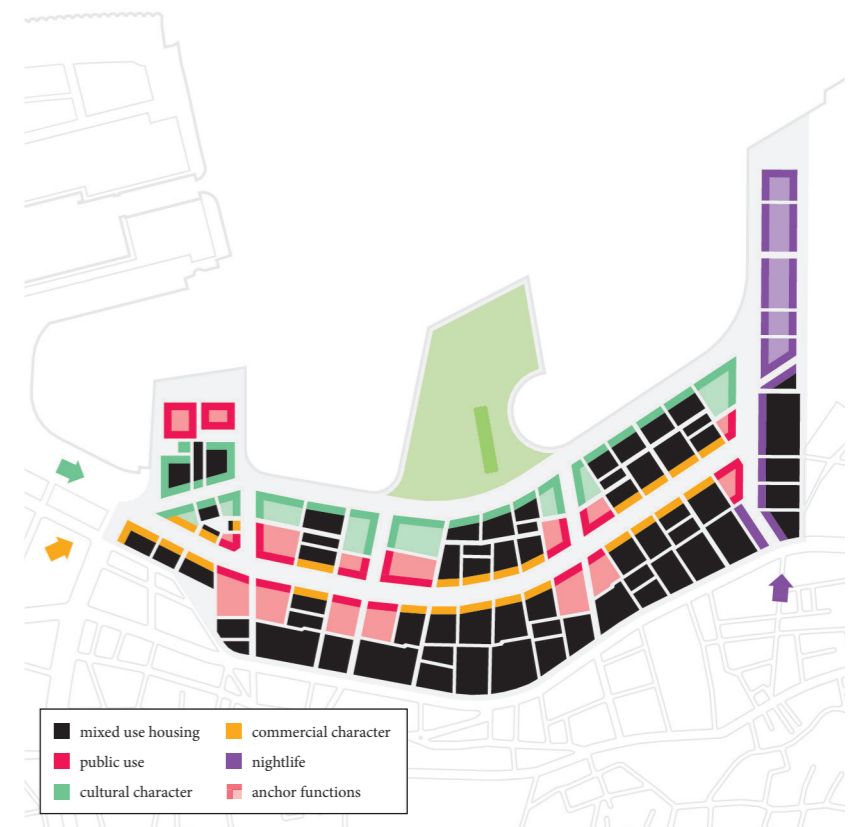 mixed use housing
commercial character
public use
nightlife
cultural character
anchor functions